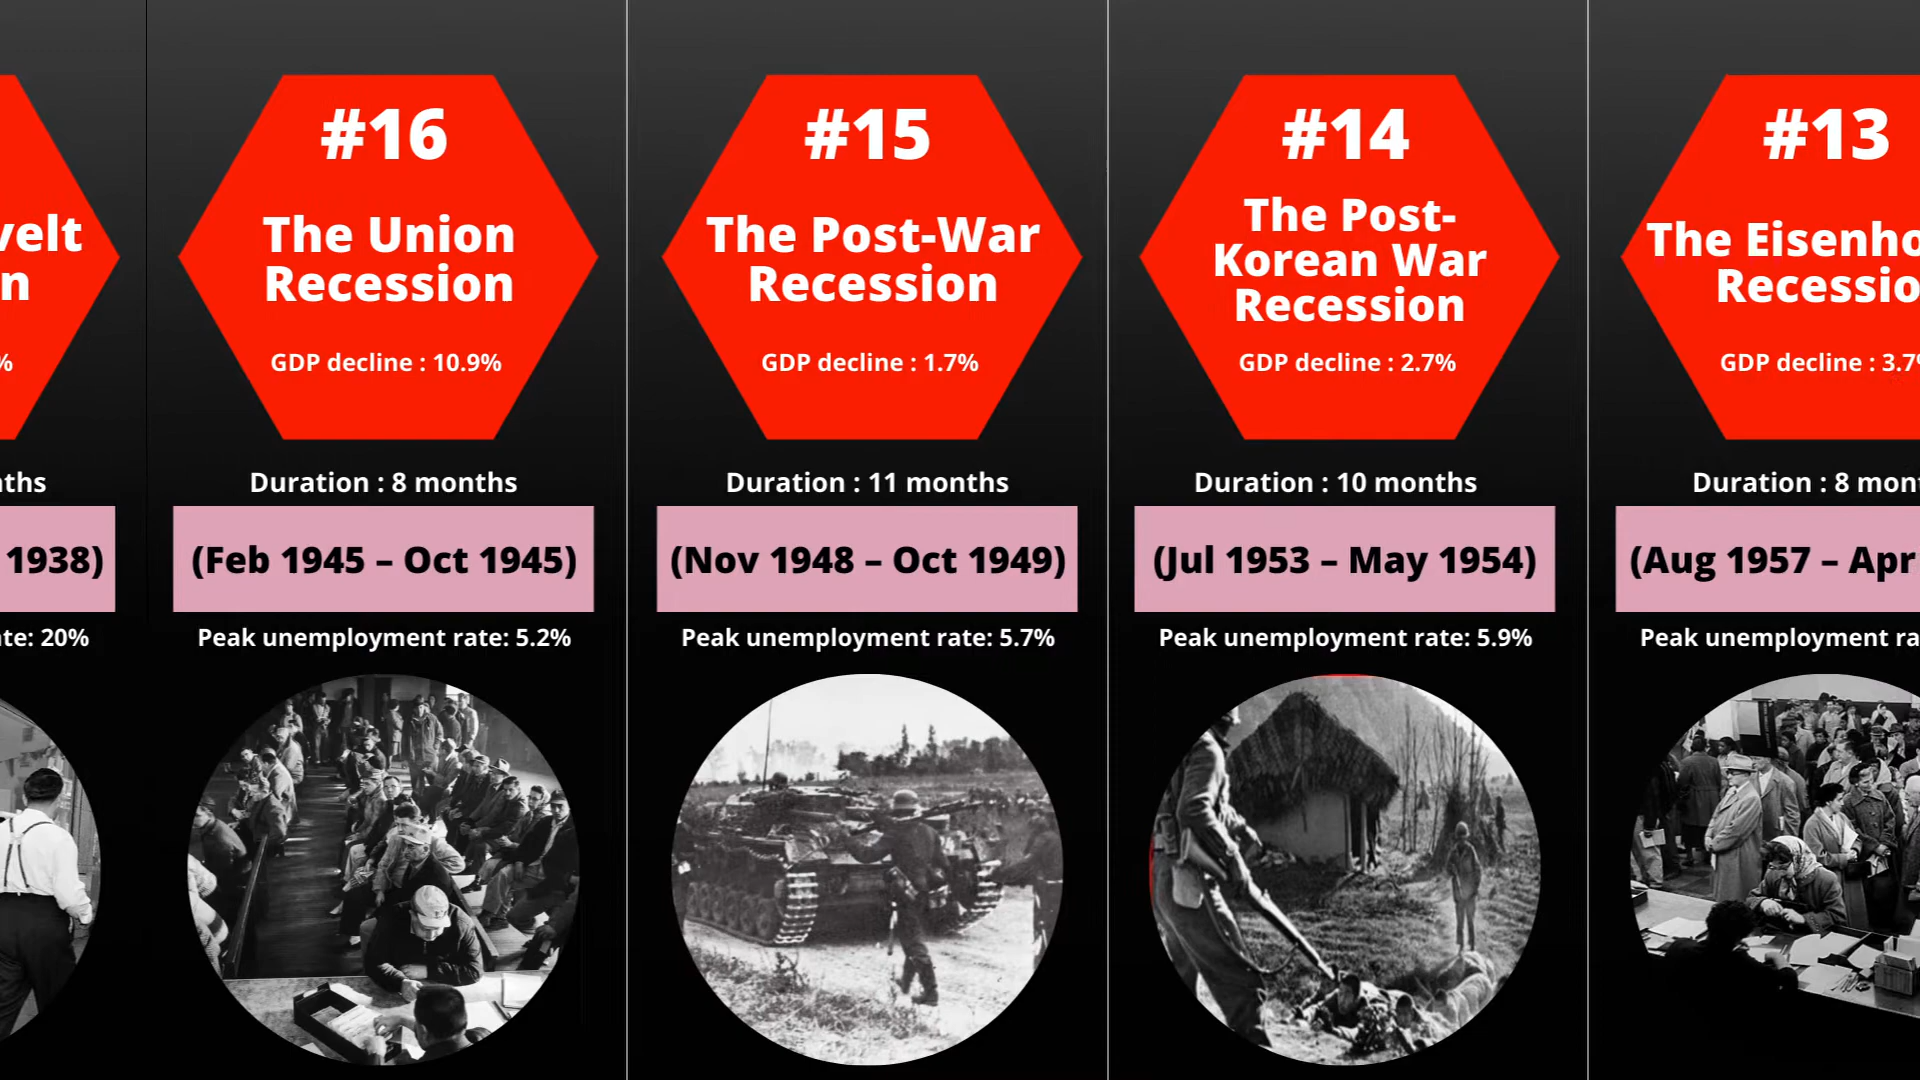 velt
n
%
nths
1938)
ate: 20%
#16
The Union
Recession
GDP decline : 10.9%
Duration : 8 months
(Feb 1945 – Oct 1945)
Peak unemployment rate: 5.2%
#15
The Post-War
Recession
GDP decline : 1.7%
Duration : 11 months
(Nov 1948 – Oct 1949)
Peak unemployment rate: 5.7%
#14
The Post-
Korean War
Recession
GDP decline : 2.7%
Duration : 10 months
(Jul 1953 – May 1954)
Peak unemployment rate: 5.9%
#13
The Eisenho
Recessio
GDP decline : 3.7%
Duration : 8 mont
(Aug 1957 – Apr
Peak unemployment ra